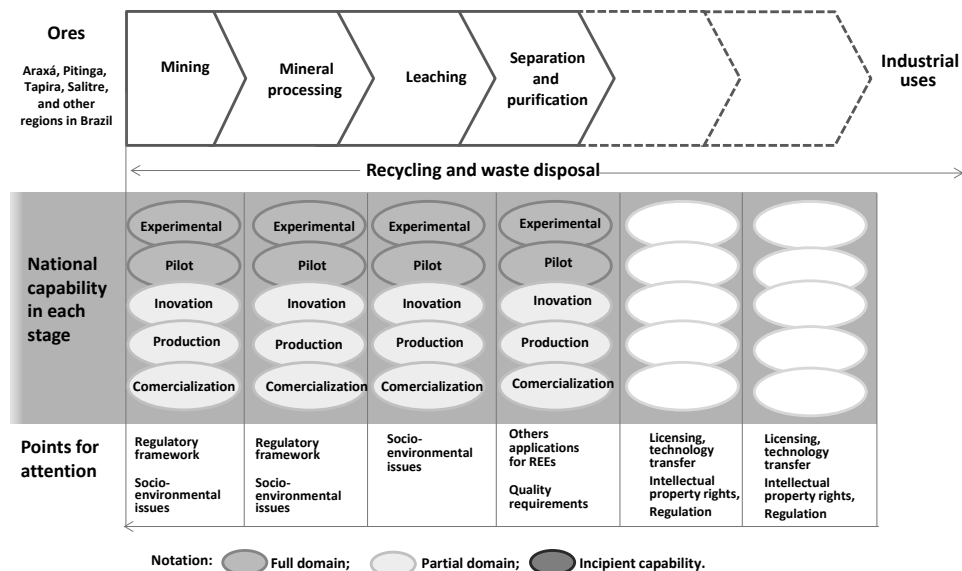 Ores
Araxá, Pitinga,
Tapira, Salitre,
and other
regions in Brazil
Mining
Mineral
processing
Leaching
Separation
and
purification
Industrial
uses
Recycling and waste disposal
National
capability
in each
stage
Experimental
Experimental
Experimental
Experimental
Pilot
Pilot
Pilot
Pilot
Inovation
Inovation
Inovation
Inovation
Production
Production
Production
Production
Comercialization
Comercialization
Comercialization
Comercialization
Points for
attention
Regulatory
framework
Socio-
environmental
issues
Regulatory
framework
Socio-
environmental
issues
Socio-
environmental
issues
Others
applications
for REEs
Quality
requirements
Licensing,
technology
transfer
Intellectual
property rights,
Regulation
Licensing,
technology
transfer
Intellectual
property rights,
Regulation
Notation: Full domain; Partial domain; Incipient capability.